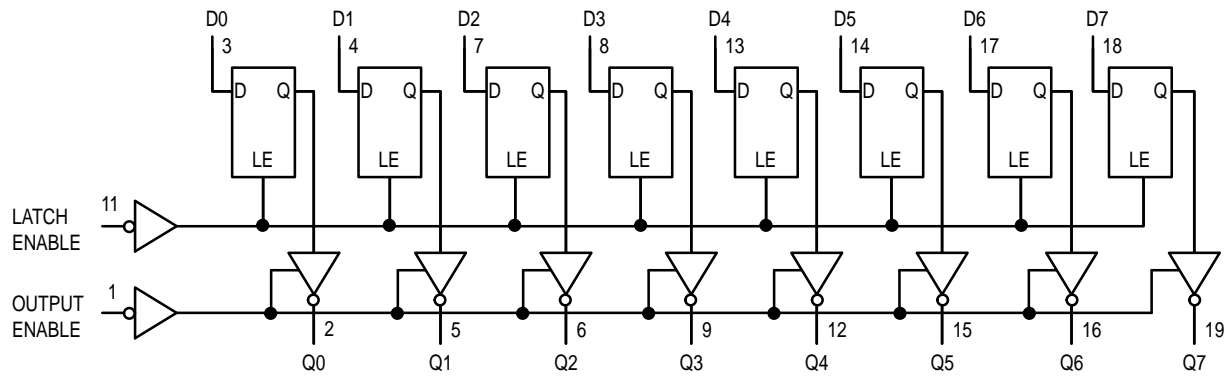 D0 D1 D2 D3 D4 D5 D6 D7
3 4 7 8 13 14 17 18
D Q D Q D Q D Q D Q D Q D Q D Q
LE LE LE LE LE LE LE LE
LATCH ENABLE 11
OUTPUT ENABLE 1
2 5 6 9 12 15 16 19
Q0 Q1 Q2 Q3 Q4 Q5 Q6 Q7